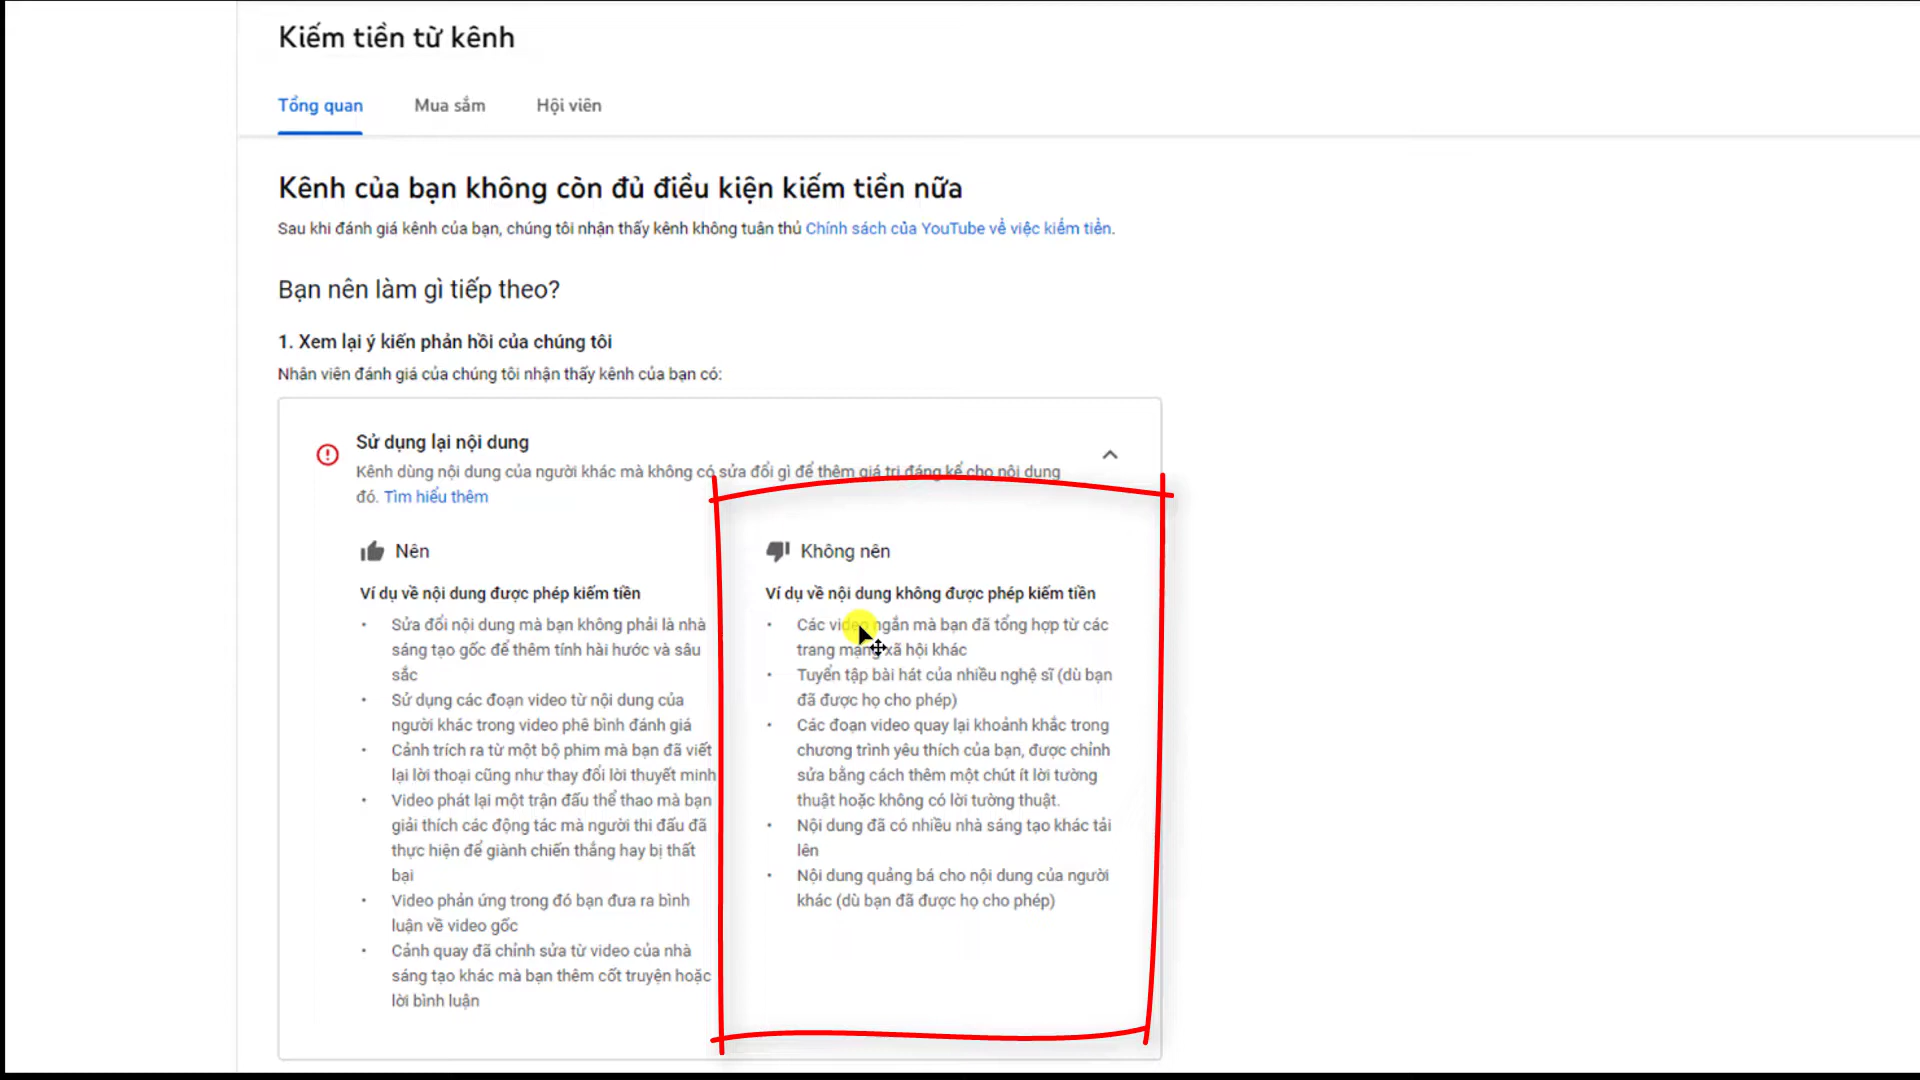 Kiếm tiền từ kênh
Tổng quan
Mua sắm
Hội viên
Kênh của bạn không còn đủ điều kiện kiếm tiền nữa
Sau khi đánh giá kênh của bạn, chúng tôi nhận thấy kênh không tuân thủ Chính sách của YouTube về việc kiếm tiền.
Bạn nên làm gì tiếp theo?
1. Xem lại ý kiến phản hồi của chúng tôi
Nhân viên đánh giá của chúng tôi nhận thấy kênh của bạn có:
Sử dụng lại nội dung
Kênh dùng nội dung của người khác mà không có sửa đổi gì để thêm giá trị đáng kể cho nội dung
đó. Tìm hiểu thêm
Nên
Ví dụ về nội dung được phép kiếm tiền
• Sửa đổi nội dung mà bạn không phải là nhà
sáng tạo gốc để thêm tính hài hước và sâu
sắc
• Sử dụng các đoạn video từ nội dung của
người khác trong video phê bình đánh giá
• Cảnh trích ra từ một bộ phim mà bạn đã viết
lại lời thoại cũng như thay đổi lời thuyết minh
• Video phát lại một trận đấu thể thao mà bạn
giải thích các động tác mà người thi đấu đã
thực hiện để giành chiến thắng hay bị thất
bại
• Video phản ứng trong đó bạn đưa ra bình
luận về video gốc
• Cảnh quay đã chỉnh sửa từ video của nhà
sáng tạo khác mà bạn thêm cốt truyện hoặc
lời bình luận
Không nên
Ví dụ về nội dung không được phép kiếm tiền
• Các video ngắn mà bạn đã tổng hợp từ các
trang mạng xã hội khác
• Tuyển tập bài hát của nhiều nghệ sĩ (dù bạn
đã được họ cho phép)
• Các đoạn video quay lại khoảnh khắc trong
chương trình yêu thích của bạn, được chỉnh
sửa bằng cách thêm một chút ít lời tường
thuật hoặc không có lời tường thuật.
• Nội dung đã có nhiều nhà sáng tạo khác tải
lên
• Nội dung quảng bá cho nội dung của người
khác (dù bạn đã được họ cho phép)